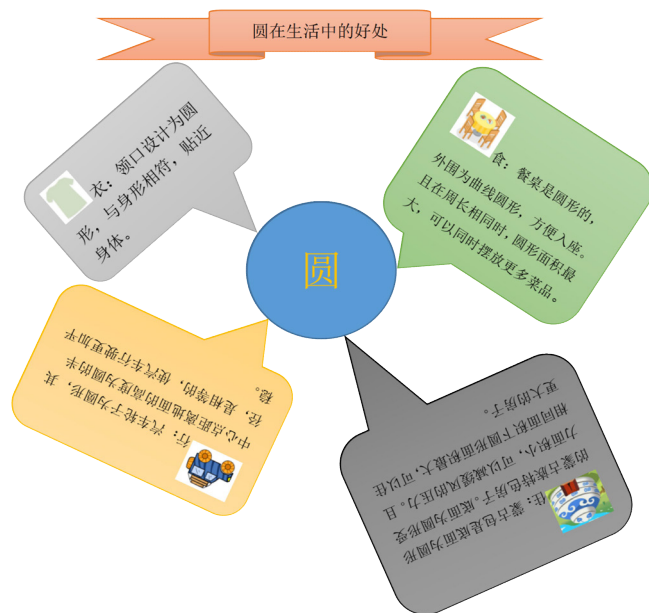 圆在生活中的好处
衣：领口设计为圆
形，与身形相符，贴近
身体。
食：餐桌是圆形的，
外围为曲线圆形，方便入座。
且在周长相同时，圆形面积最
大，可以同时摆放更多菜品。
圆
行：汽车轮子为圆形，其
中心点距离地面的高度为圆的半
径，是相等的，使汽车行驶更加平
稳。
住：蒙古包是底面为圆形
的蒙古族特色房子。底面为圆形受
力面积小，可以减缓风的压力。且
相同面积下圆形面积最大，可以住
更大的房子。